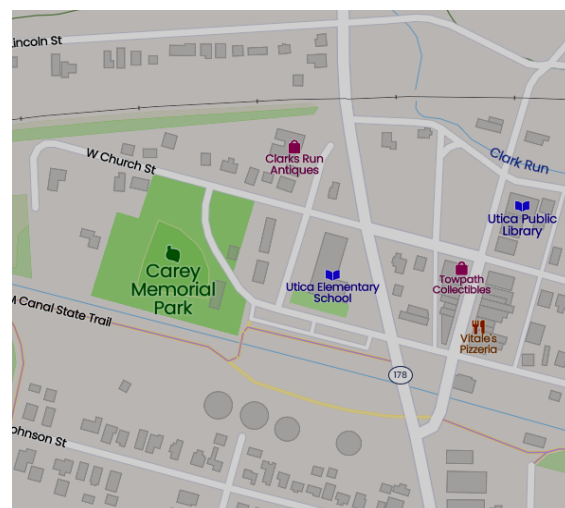 Lincoln St
W Church St
Clarks Run
Antiques
Clark Run
Utica Public
Library
Carey
Memorial
Park
Utica Elementary
School
Towpath
Collectibles
M Canal State Trail
Vitale's
Pizzeria
178
Johnson St